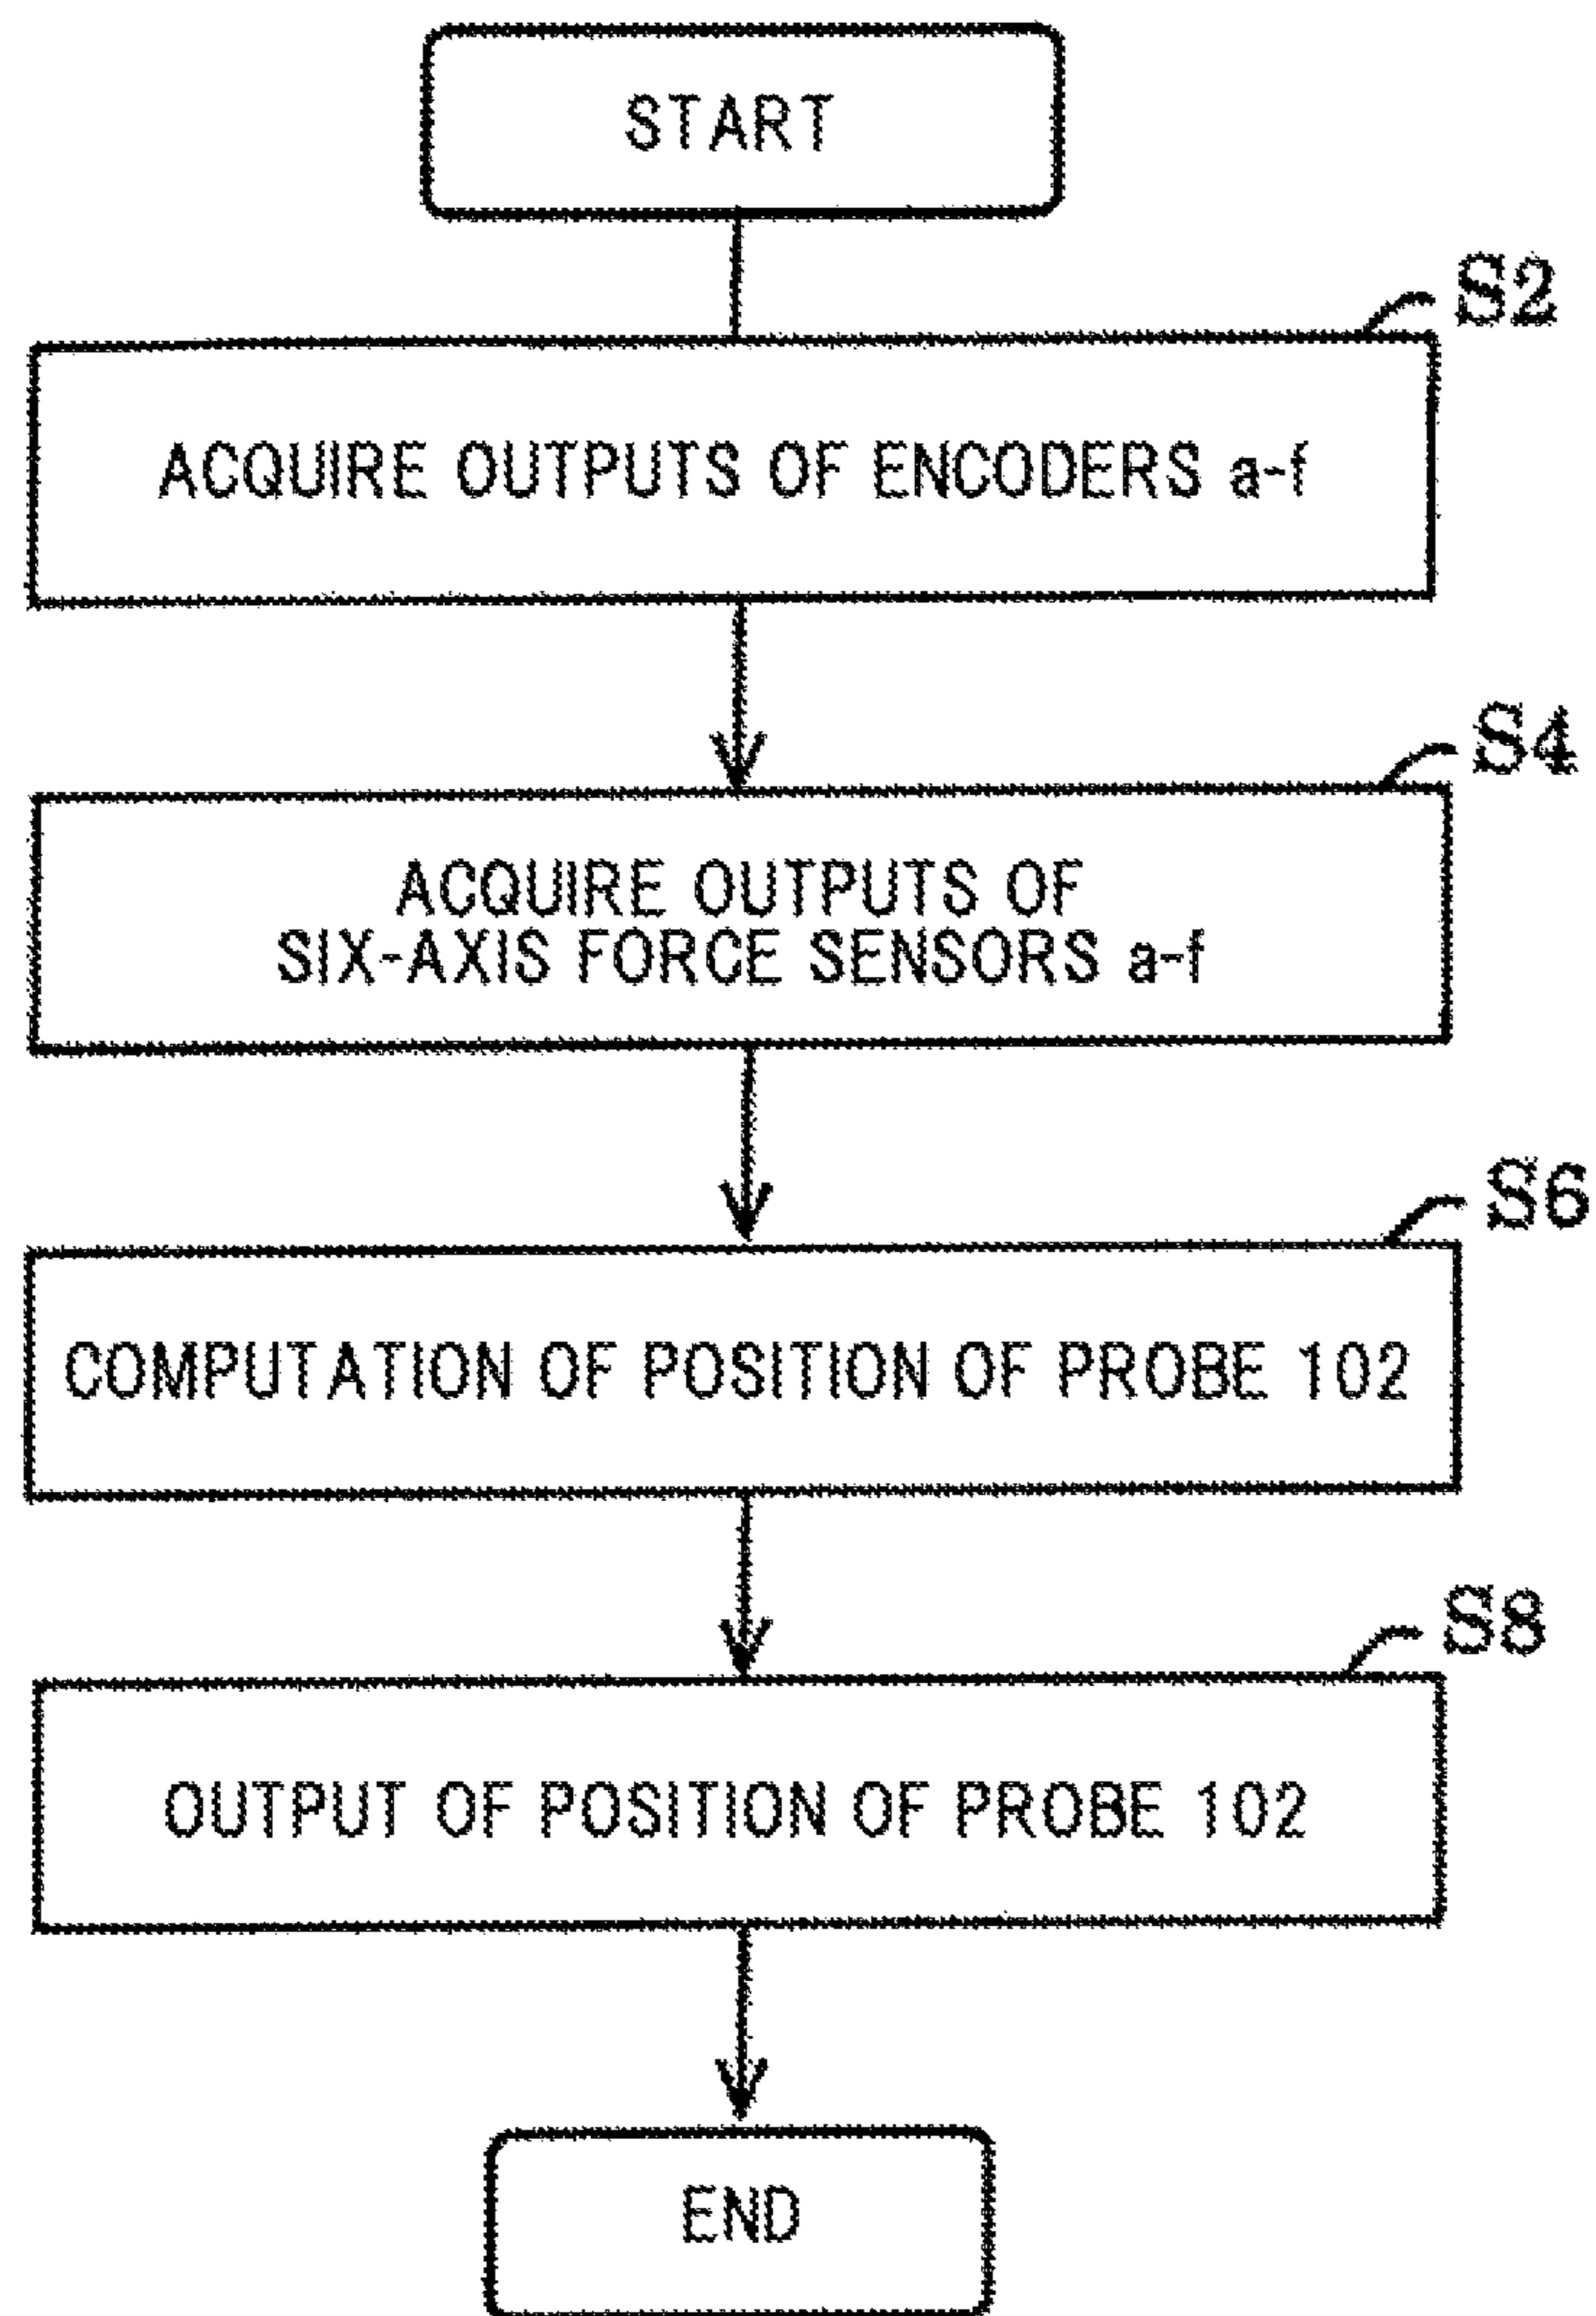 START
S2
ACQUIRE OUTPUTS OF ENCODERS a-f
S4
ACQUIRE OUTPUTS OF
SIX-AXIS FORCE SENSORS a-f
S6
COMPUTATION OF POSITION OF PROBE 102
S8
OUTPUT OF POSITION OF PROBE 102
END